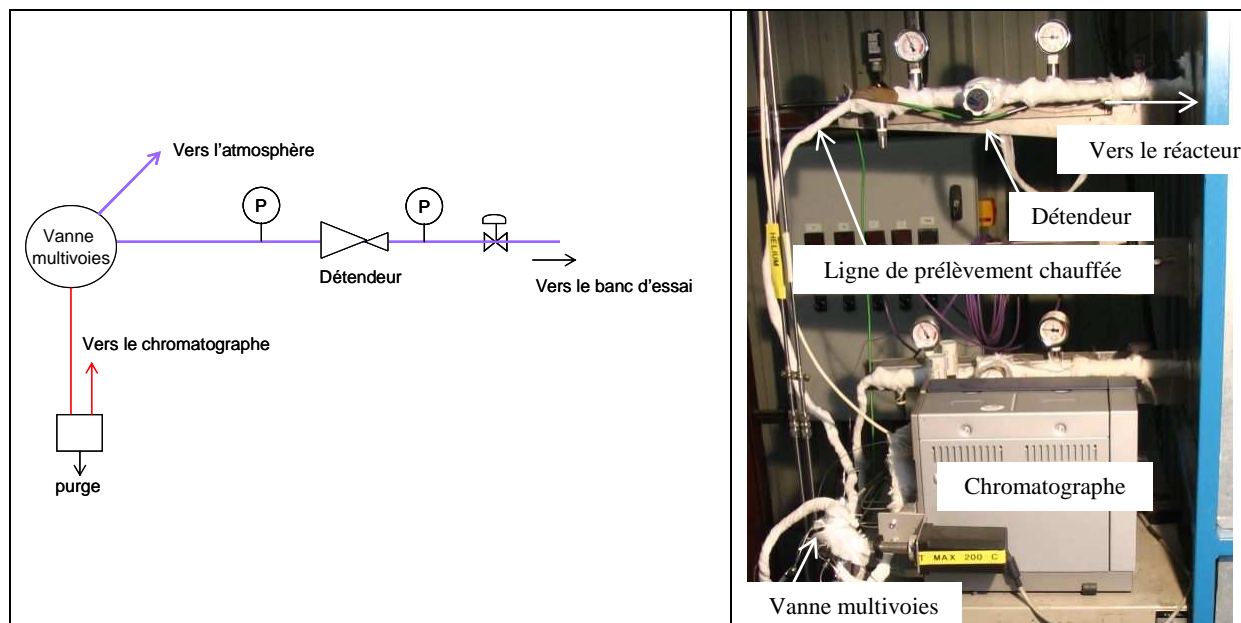 Vers l'atmosphère
P
P
Vanne
multivoies
Détendeur
Vers le banc d'essai
Vers le chromatographe
purge
Vers le réacteur
Détendeur
HELIUM
Ligne de prélèvement chauffée
Chromatographe
T MAX 200 C
Vanne multivoies